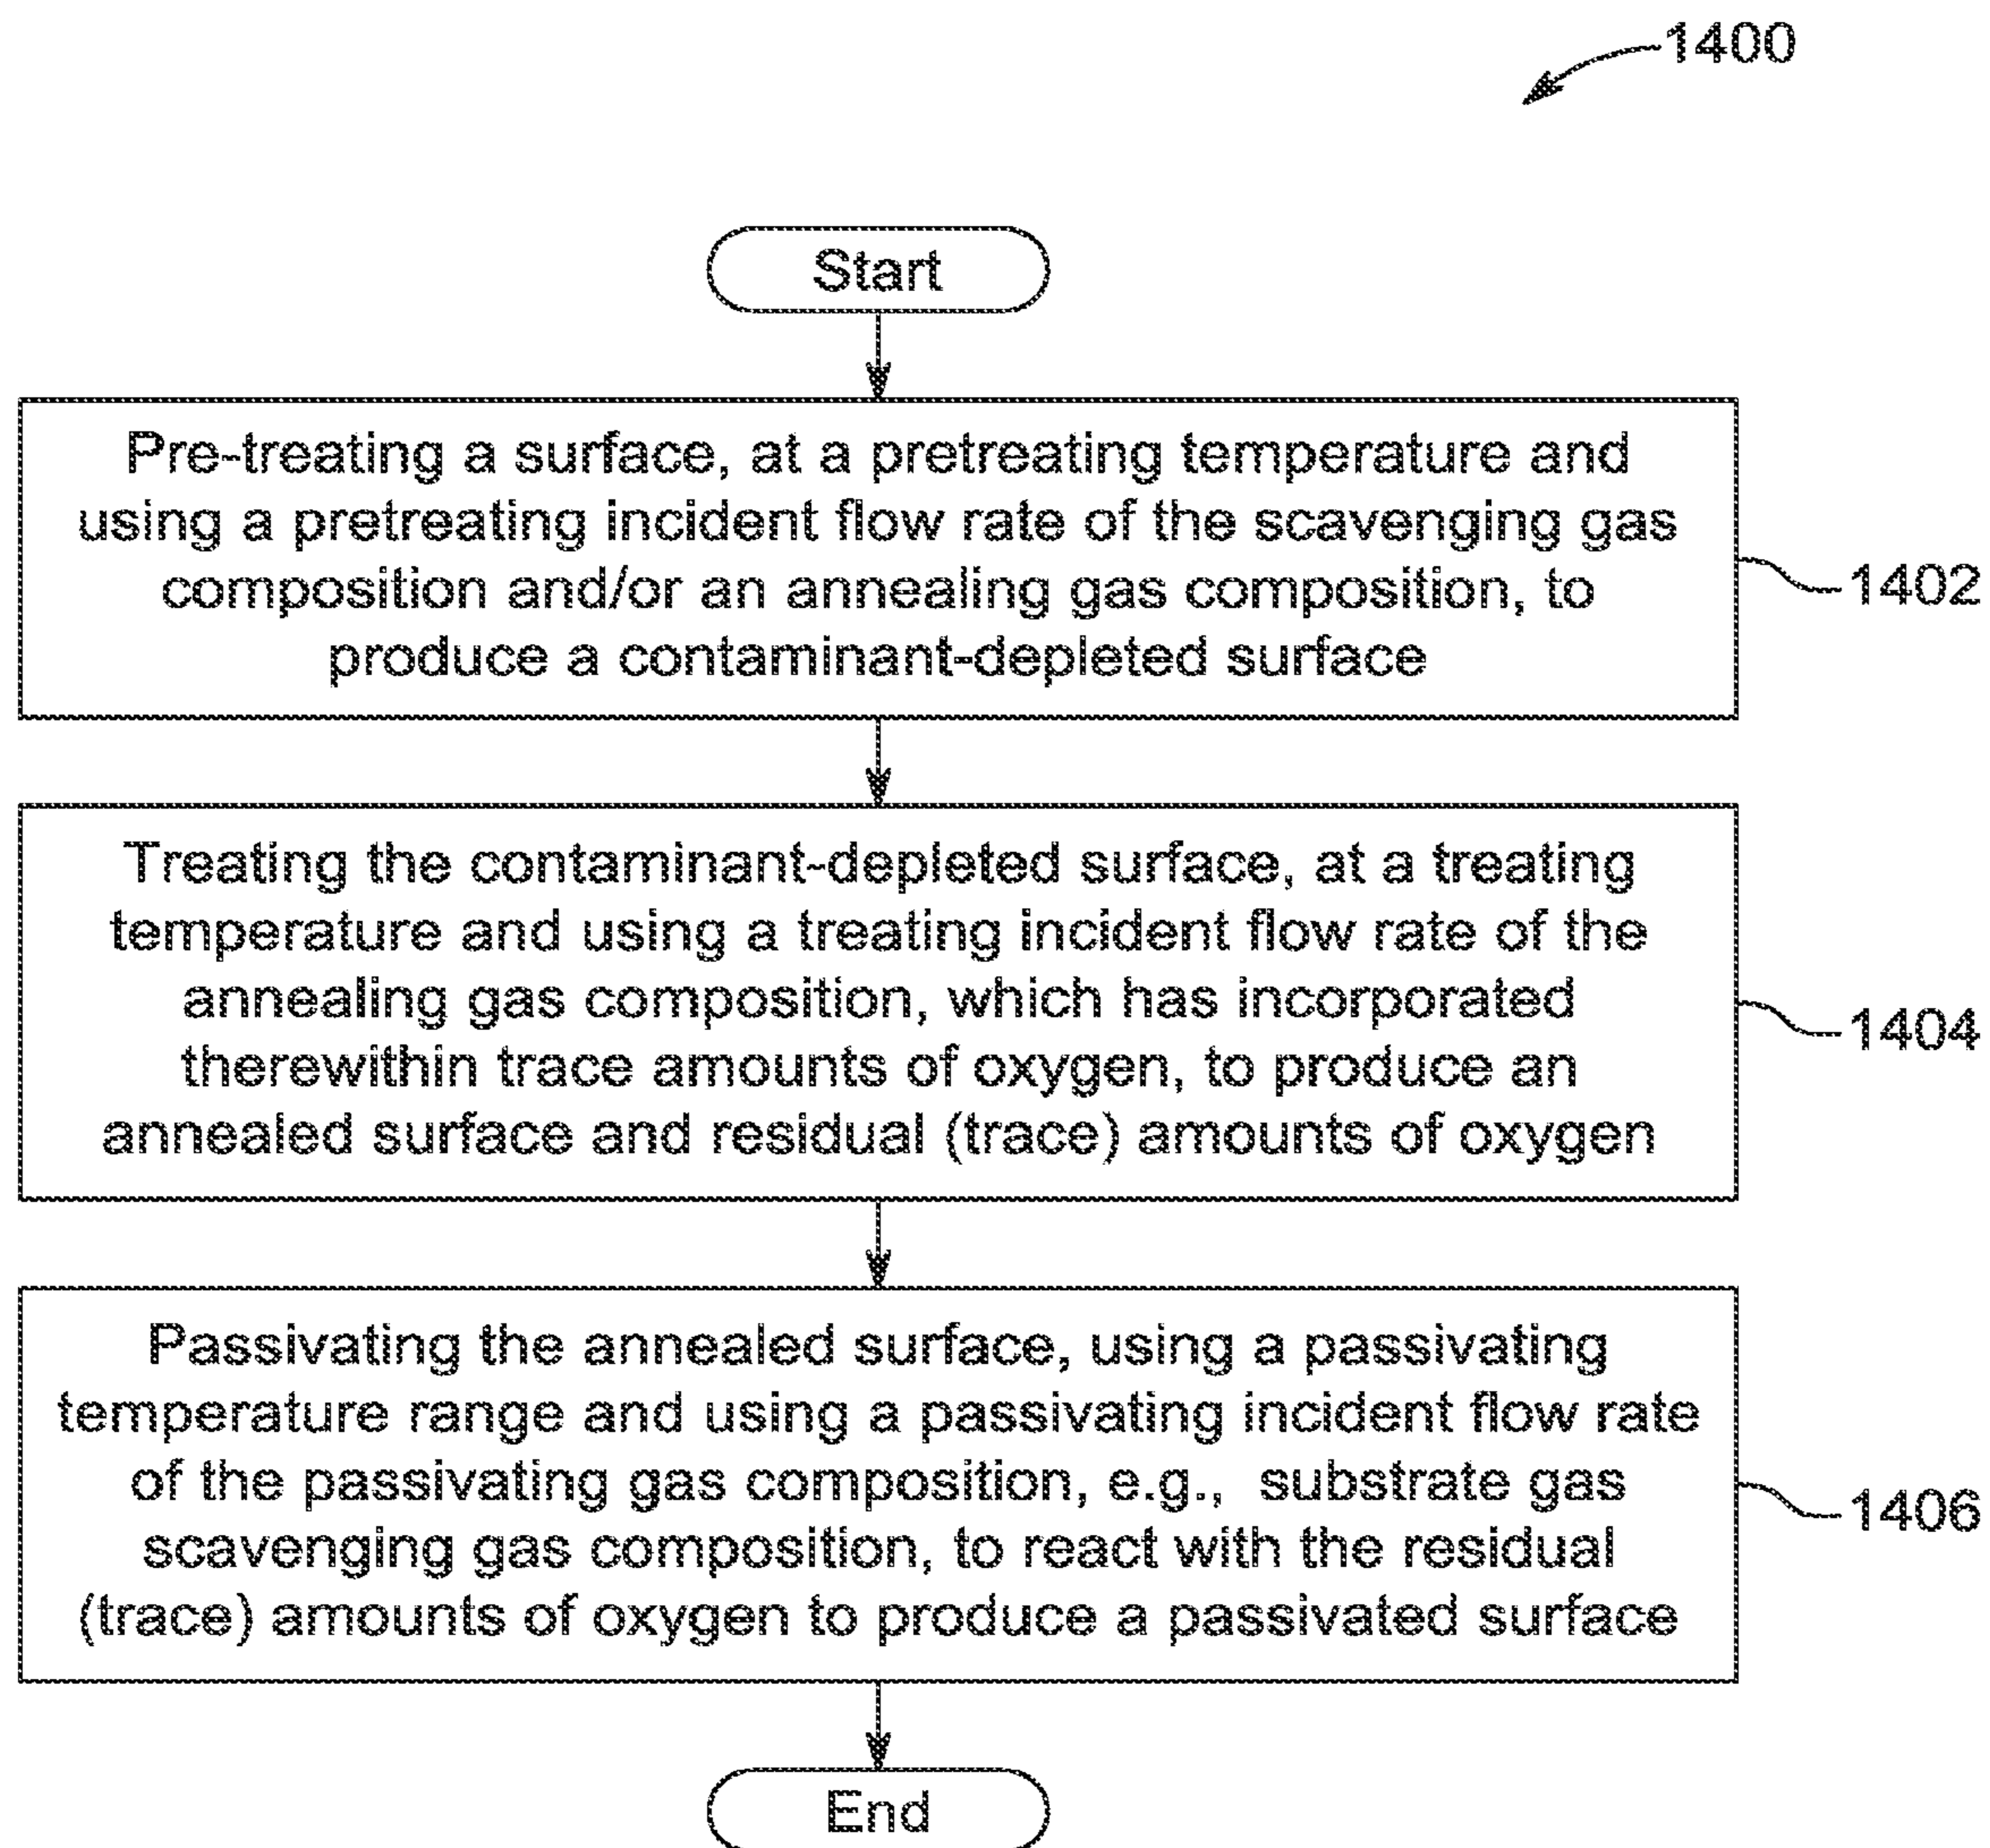 1400
Start
Pre-treating a surface, at a pretreating temperature and
using a pretreating incident flow rate of the scavenging gas
composition and/or an annealing gas composition, to
produce a contaminant-depleted surface
1402
Treating the contaminant-depleted surface, at a treating
temperature and using a treating incident flow rate of the
annealing gas composition, which has incorporated
therewithin trace amounts of oxygen, to produce an
annealed surface and residual (trace) amounts of oxygen
1404
Passivating the annealed surface, using a passivating
temperature range and using a passivating incident flow rate
of the passivating gas composition, e.g., substrate gas
scavenging gas composition, to react with the residual
(trace) amounts of oxygen to produce a passivated surface
1406
End